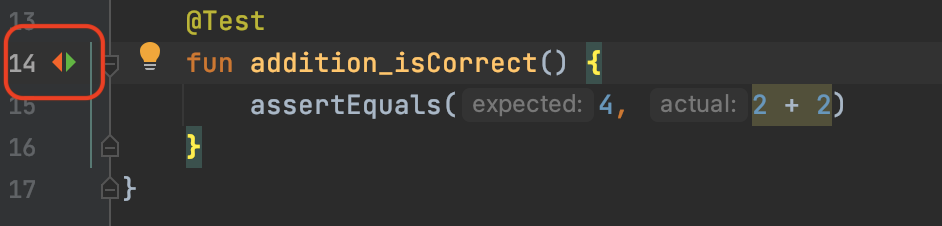 13 @Test
14 fun addition_isCorrect() {
15 assertEquals( expected: 4, actual: 2 + 2)
16 }
17 }